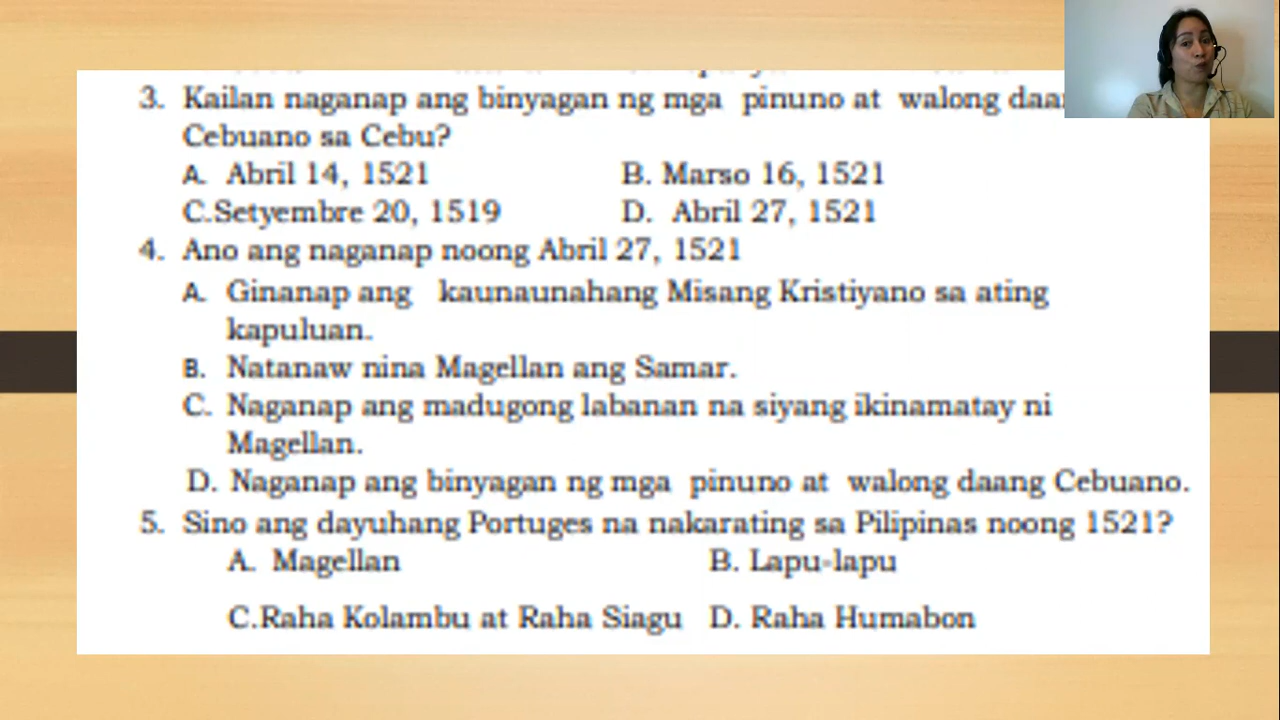 3. Kailan naganap ang binyagan ng mga pinuno at walong
Cebuano sa Cebu?
A. Abril 14, 1521 B. Marso 16, 1521
C.Setyembre 20, 1519 D. Abril 27, 1521
4. Ano ang naganap noong Abril 27, 1521
A. Ginanap ang kaunaunahang Misang Kristiyano sa ating
kapuluan.
B. Natanaw nina Magellan ang Samar.
C. Naganap ang madugong labanan na siyang ikinamatay ni
Magellan.
D. Naganap ang binyagan ng mga pinuno at walong daang Cebuano.
5. Sino ang dayuhang Portuges na nakarating sa Pilipinas noong 1521?
A. Magellan B. Lapu-lapu
C.Raha Kolambu at Raha Siagu D. Raha Humabon